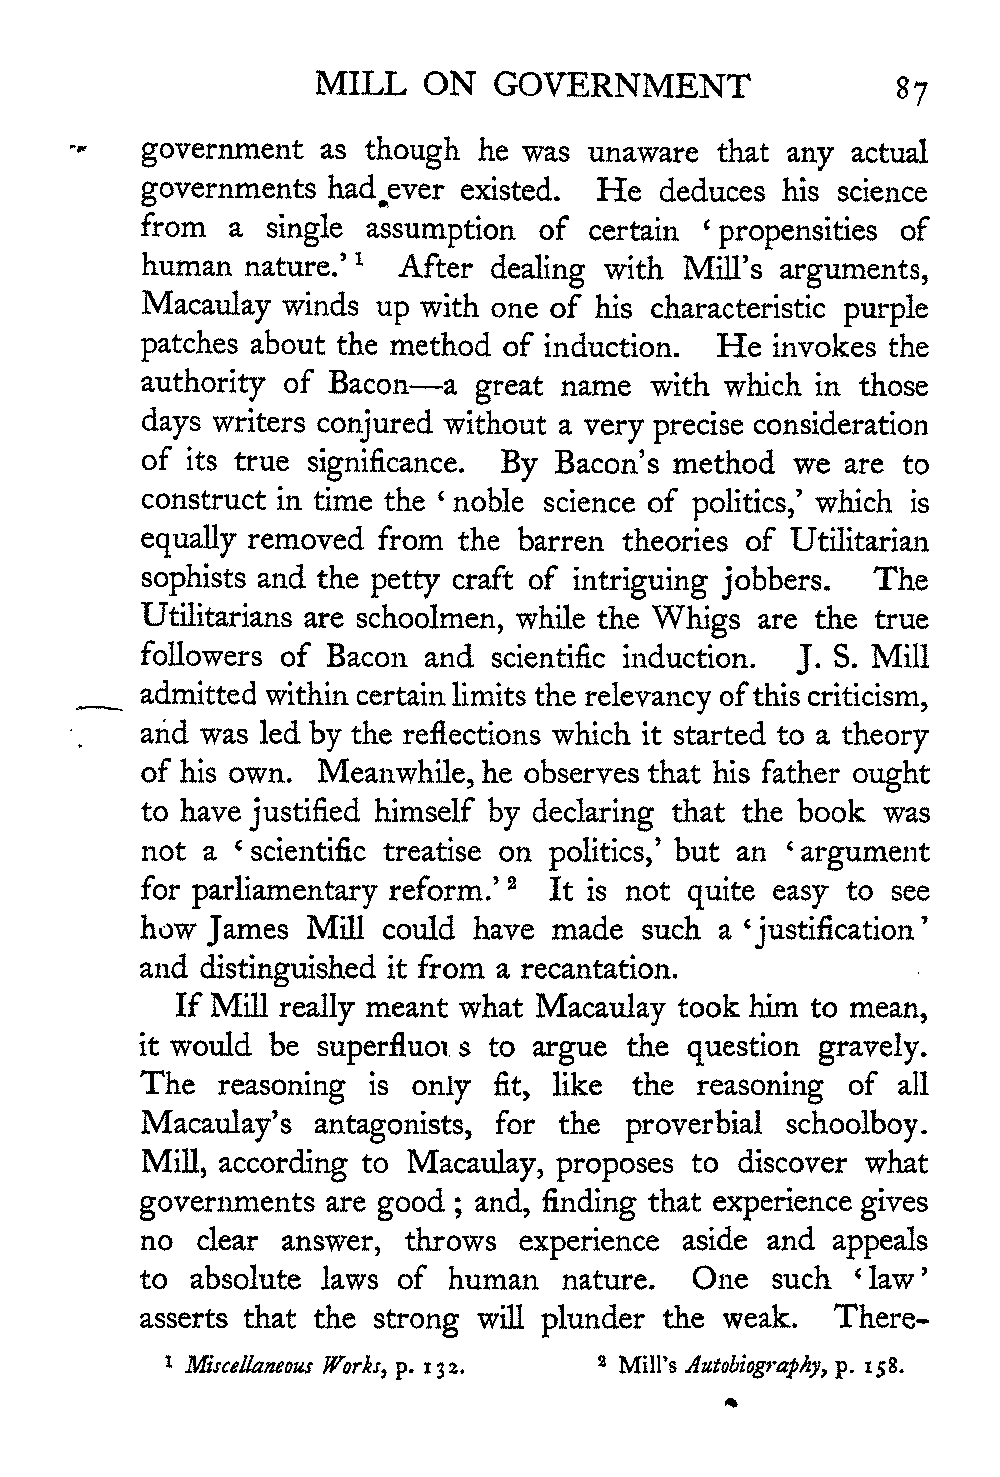 MILL ON GOVERNMENT 87
government as though he was unaware that any actual
governments had ever existed. He deduces his science
from a single assumption of certain ‘propensities of
human nature.’ ¹ After dealing with Mill's arguments,
Macaulay winds up with one of his characteristic purple
patches about the method of induction. He invokes the
authority of Bacon—a great name with which in those
days writers conjured without a very precise consideration
of its true significance. By Bacon's method we are to
construct in time the ‘noble science of politics,’ which is
equally removed from the barren theories of Utilitarian
sophists and the petty craft of intriguing jobbers. The
Utilitarians are schoolmen, while the Whigs are the true
followers of Bacon and scientific induction. J. S. Mill
admitted within certain limits the relevancy of this criticism,
and was led by the reflections which it started to a theory
of his own. Meanwhile, he observes that his father ought
to have justified himself by declaring that the book was
not a ‘scientific treatise on politics,’ but an ‘argument
for parliamentary reform.’ ² It is not quite easy to see
how James Mill could have made such a ‘justification’
and distinguished it from a recantation.
If Mill really meant what Macaulay took him to mean,
it would be superfluous to argue the question gravely.
The reasoning is only fit, like the reasoning of all
Macaulay's antagonists, for the proverbial schoolboy.
Mill, according to Macaulay, proposes to discover what
governments are good ; and, finding that experience gives
no clear answer, throws experience aside and appeals
to absolute laws of human nature. One such ‘law’
asserts that the strong will plunder the weak. There-
¹ Miscellaneous Works, p. 132. ² Mill's Autobiography, p. 158.